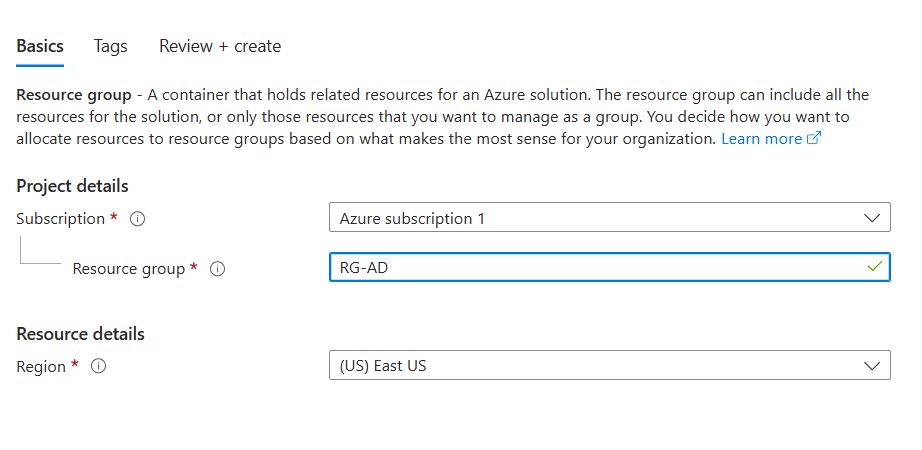 Basics Tags Review + create
Resource group - A container that holds related resources for an Azure solution. The resource group can include all the
resources for the solution, or only those resources that you want to manage as a group. You decide how you want to
allocate resources to resource groups based on what makes the most sense for your organization. Learn more
Project details
Subscription * Azure subscription 1
Resource group * RG-AD
Resource details
Region * (US) East US